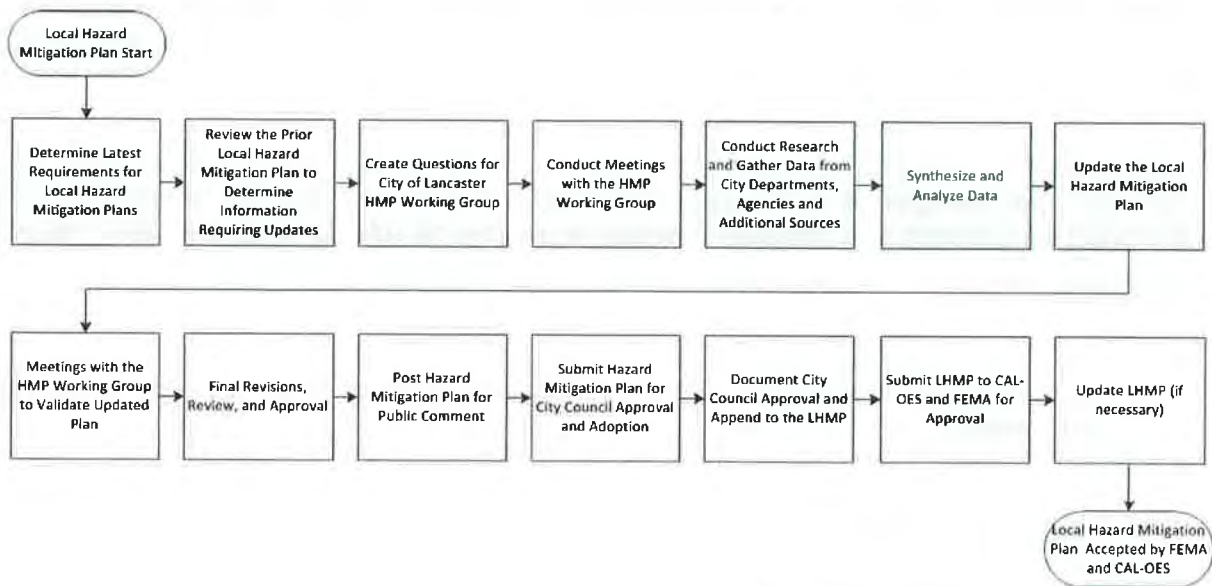 Local Hazard
Mitigation Plan Start
Determine Latest
Requirements for
Local Hazard
Mitigation Plans
Review the Prior
Local Hazard
Mitigation Plan to
Determine
Information
Requiring Updates
Create Questions for
City of Lancaster
HMP Working Group
Conduct Meetings
with the HMP
Working Group
Conduct Research
and Gather Data from
City Departments,
Agencies and
Additional Sources
Synthesize and
Analyze Data
Update the Local
Hazard Mitigation
Plan
Meetings with the
HMP Working Group
to Validate Updated
Plan
Final Revisions,
Review, and Approval
Post Hazard
Mitigation Plan for
Public Comment
Submit Hazard
Mitigation Plan for
City Council Approval
and Adoption
Document City
Council Approval and
Append to the LHMP
Submit LHMP to CAL-
OES and FEMA for
Approval
Update LHMP (if
necessary)
Local Hazard Mitigation
Plan Accepted by FEMA
and CAL-OES